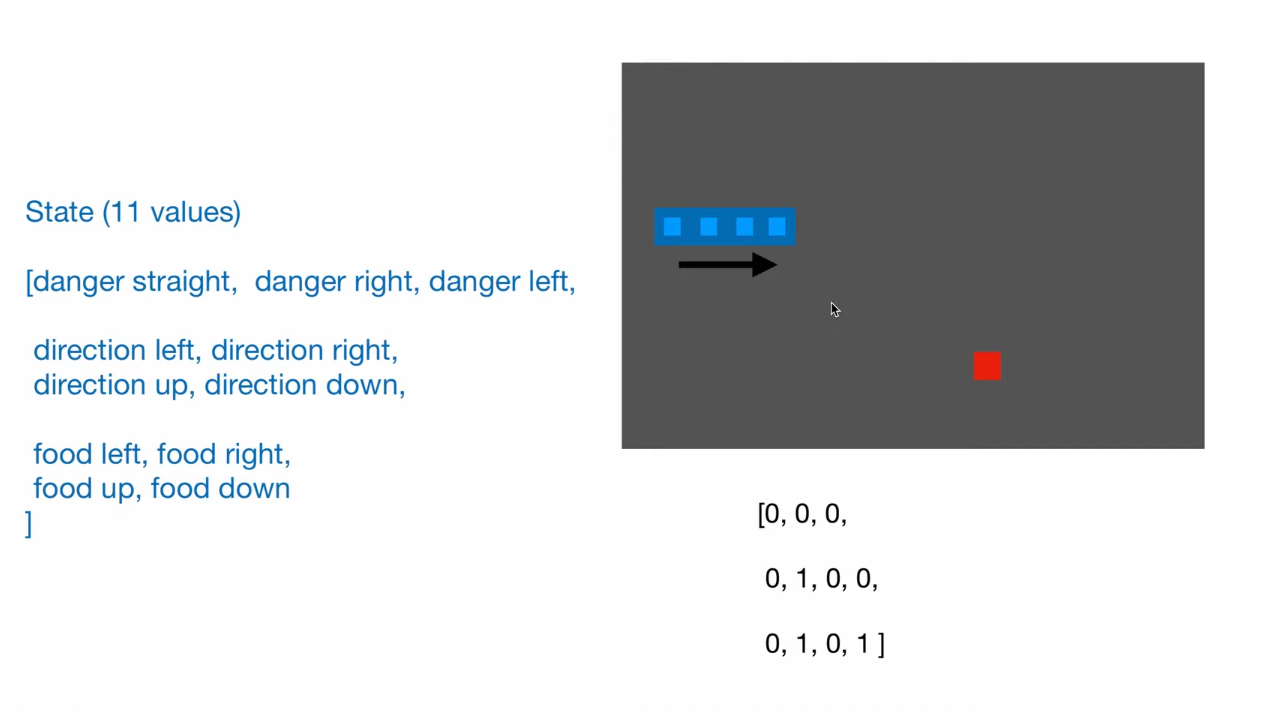 State (11 values)
[danger straight,  danger right, danger left,
direction left, direction right,
direction up, direction down,
food left, food right,
food up, food down
]
[0, 0, 0,
0, 1, 0, 0,
0, 1, 0, 1 ]